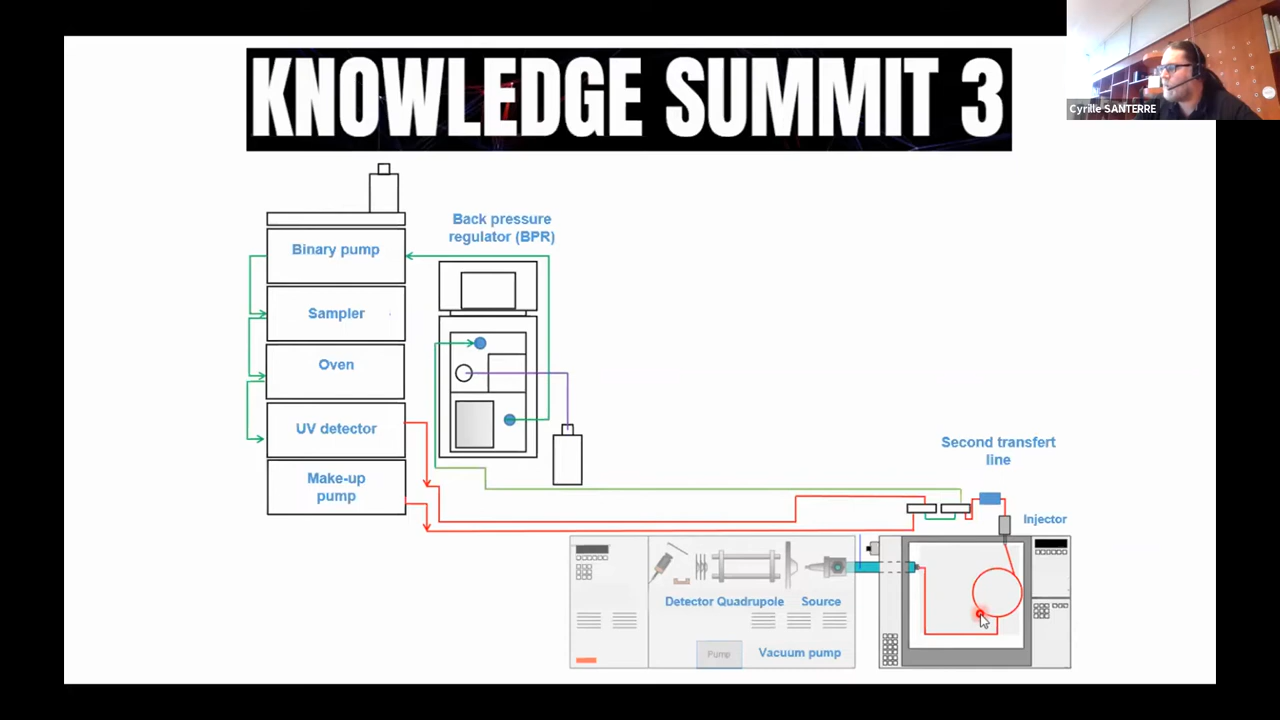 KNOWLEDGE SUMMIT 3
Cyrille SANTERRE
Back pressure
regulator (BPR)
Binary pump
Sampler
Oven
UV detector
Make-up
pump
Second transfert
line
Injector
Detector Quadrupole
Source
Pump
Vacuum pump